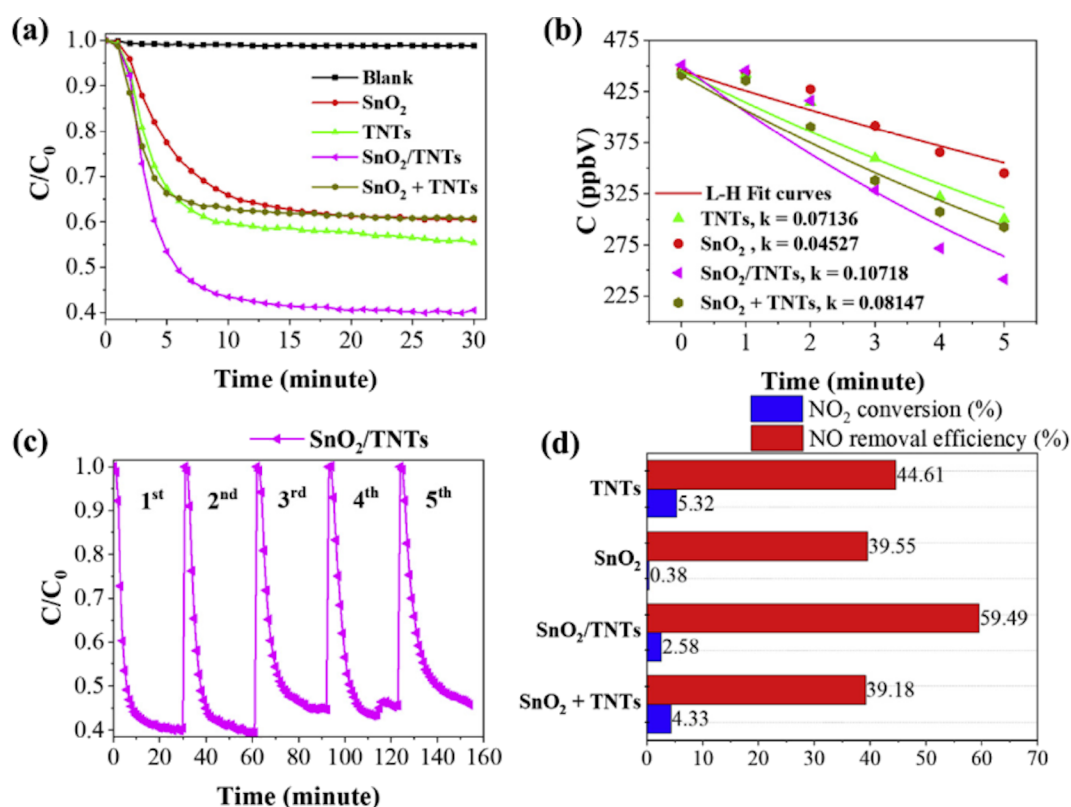 (a)
1.0
0.9
0.8
0.7
0.6
0.5
0.4
C/C₀
Blank
SnO₂
TNTs
SnO₂/TNTs
SnO₂ + TNTs
0 5 10 15 20 25 30
Time (minute)
(b)
475
425
375
325
275
225
C (ppbV)
L-H Fit curves
TNTs, k = 0.07136
SnO₂ , k = 0.04527
SnO₂/TNTs, k = 0.10718
SnO₂ + TNTs, k = 0.08147
0 1 2 3 4 5
Time (minute)
(c)
SnO₂/TNTs
1.0
0.9
0.8
0.7
0.6
0.5
0.4
C/C₀
1ˢᵗ 2ⁿᵈ 3ʳᵈ 4ᵗʰ 5ᵗʰ
0 20 40 60 80 100 120 140 160
Time (minute)
(d)
NO₂ conversion (%)
NO removal efficiency (%)
TNTs
44.61
5.32
SnO₂
39.55
0.38
SnO₂/TNTs
59.49
2.58
SnO₂ + TNTs
39.18
4.33
0 10 20 30 40 50 60 70